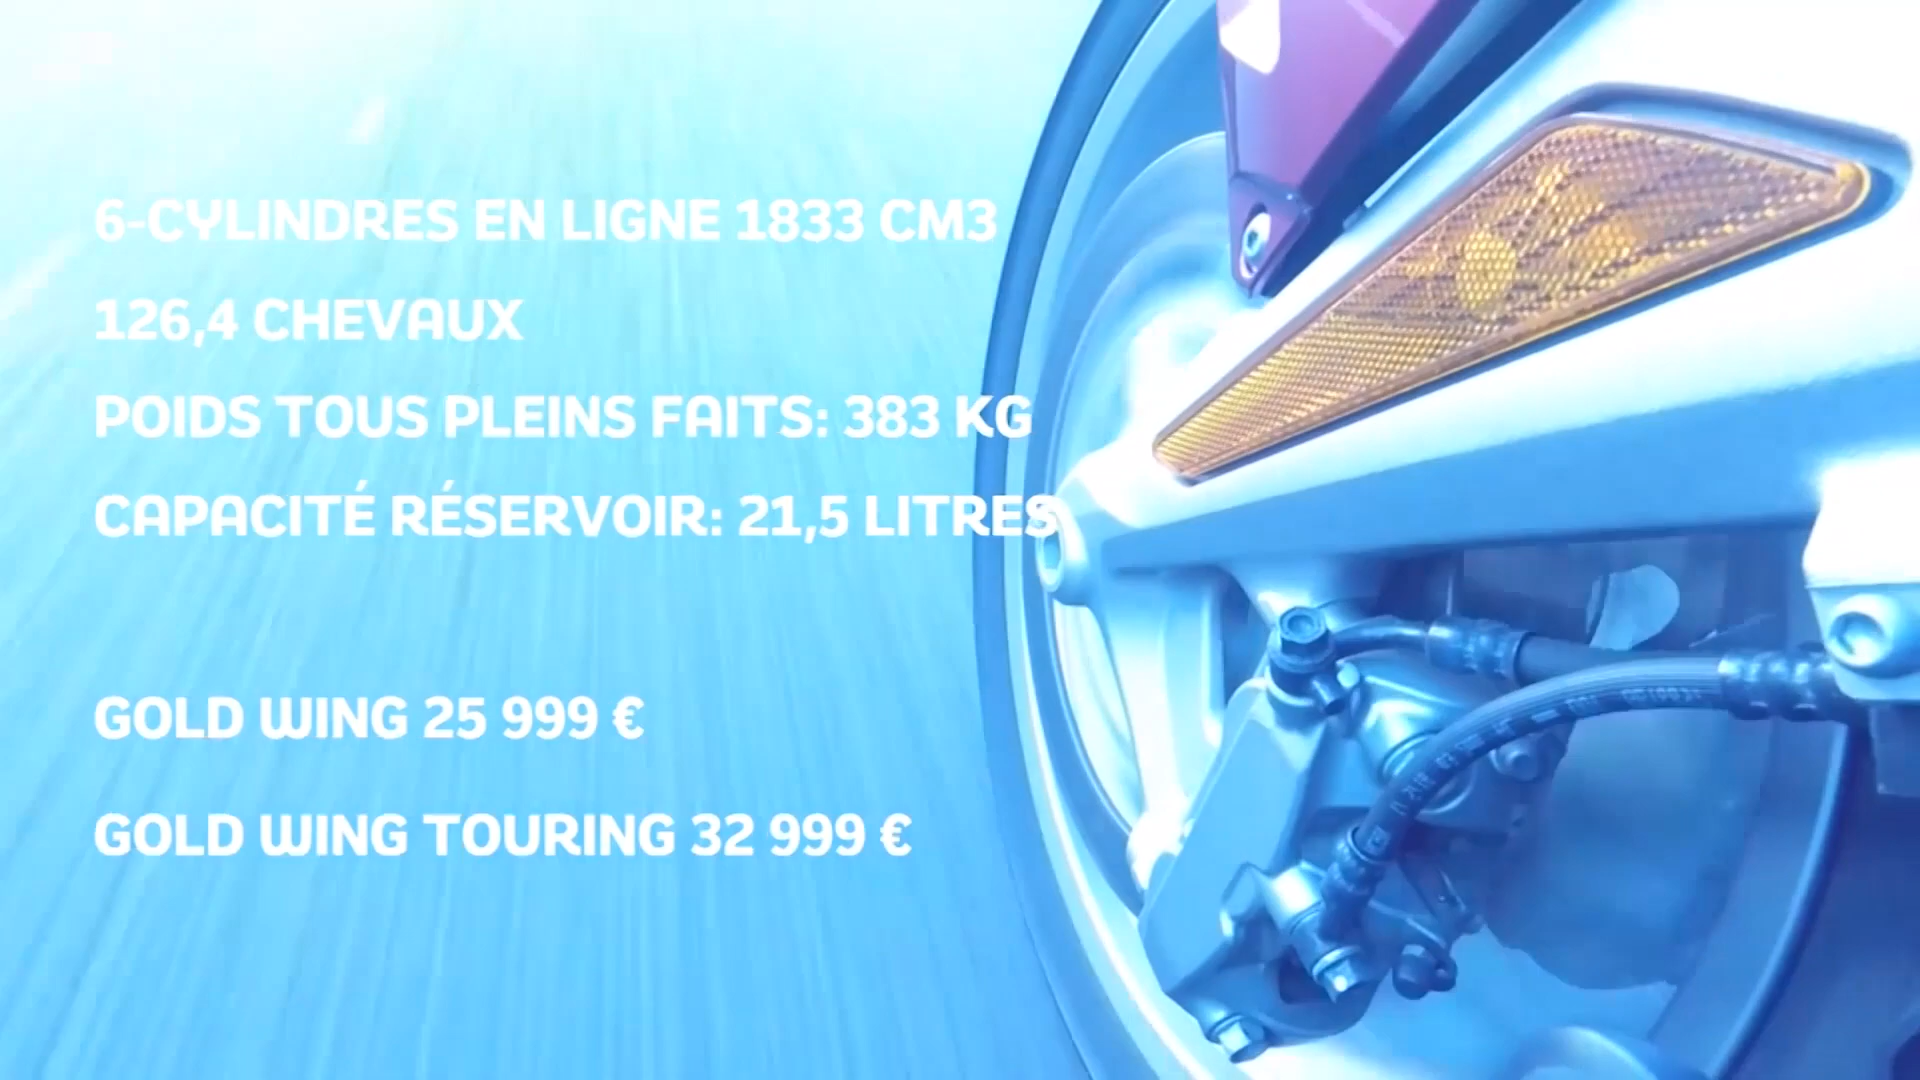 6-CYLINDRES EN LIGNE 1833 CM3
126,4 CHEVAUX
POIDS TOUS PLEINS FAITS: 383 KG
CAPACITÉ RÉSERVOIR: 21,5 LITRES
GOLD WING 25 999 €
GOLD WING TOURING 32 999 €